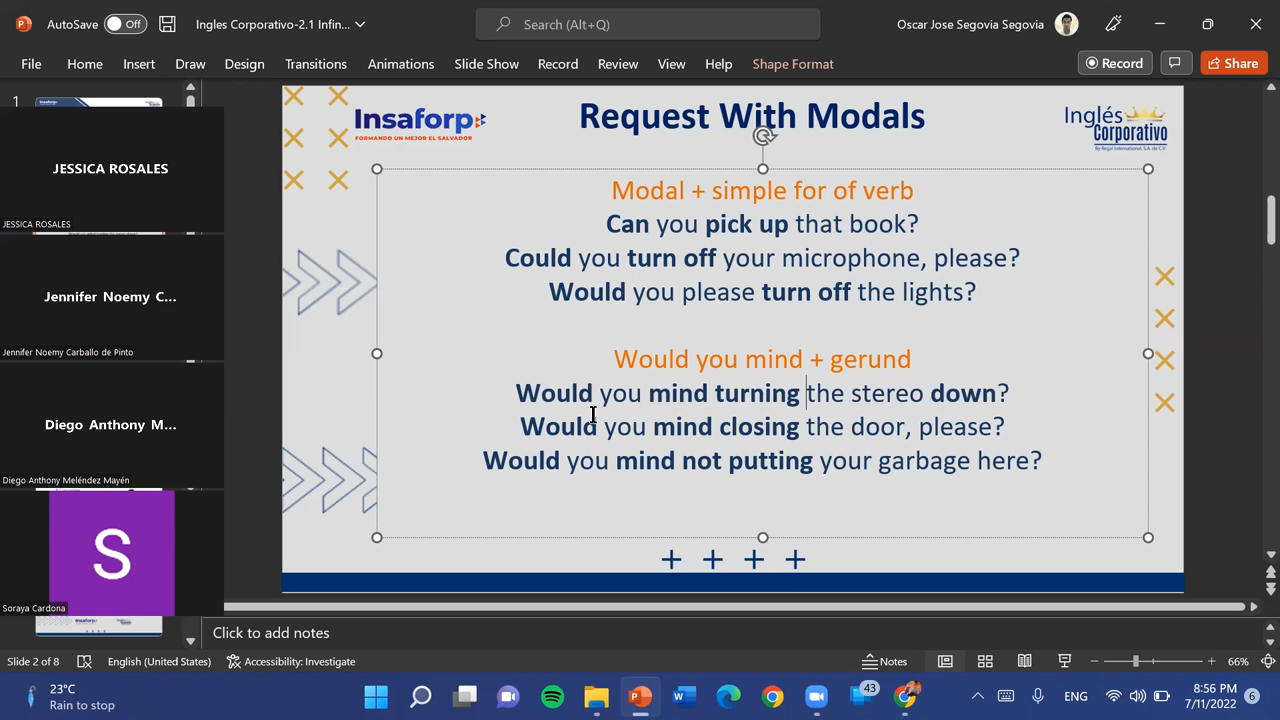 AutoSave Off Ingles Corporativo-2.1 Infin... Search (Alt+Q) Oscar Jose Segovia Segovia
File Home Insert Draw Design Transitions Animations Slide Show Record Review View Help Shape Format Record Share
1
JESSICA ROSALES
JESSICA ROSALES
Jennifer Noemy C...
Jennifer Noemy Carballo de Pinto
Diego Anthony M...
Diego Anthony Meléndez Mayén
S
Soraya Cardona
Insaforp
FORMANDO UN MEJOR EL SALVADOR
Request With Modals
Inglés
Corporativo
By Regal International, S.A. de C.V.
Modal + simple for of verb
Can you pick up that book?
Could you turn off your microphone, please?
Would you please turn off the lights?
Would you mind + gerund
Would you mind turning the stereo down?
Would you mind closing the door, please?
Would you mind not putting your garbage here?
Click to add notes
Slide 2 of 8 English (United States) Accessibility: Investigate Notes 66%
23°C
Rain to stop
43
ENG
8:56 PM
7/11/2022
6